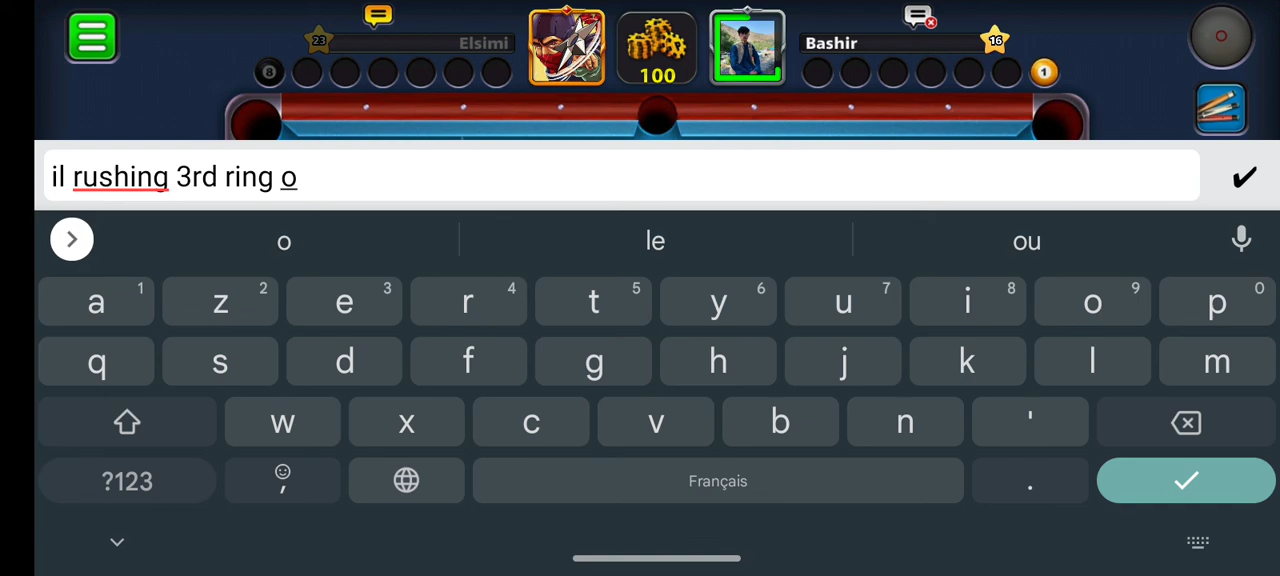 23 Elsimi 100 Bashir 16
8 1
il rushing 3rd ring o
o le ou
a 1 z 2 e 3 r 4 t 5 y 6 u 7 i 8 o 9 p 0
q s d f g h j k l m
w x c v b n '
?123 , Français .